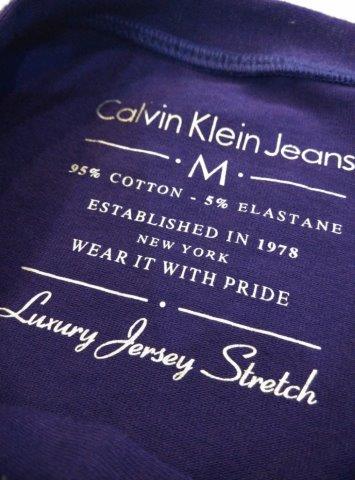 Calvin Klein Jeans
· M ·
95% COTTON - 5% ELASTANE
ESTABLISHED IN 1978
NEW YORK
WEAR IT WITH PRIDE
Luxury Jersey Stretch